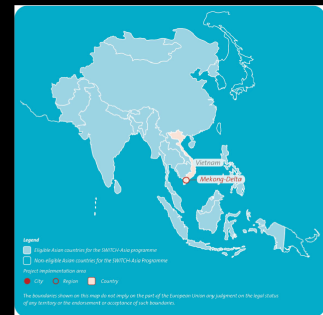 Vietnam
Mekong-Delta
Legend
Eligible Asian countries for the SWITCH-Asia programme
Non-eligible Asian countries for the SWITCH-Asia Programme
Project implementation area
City
Region
Country
The boundaries shown on this map do not imply on the part of the European Union any judgment on the legal status
of any territory or the endorsement or acceptance of such boundaries.